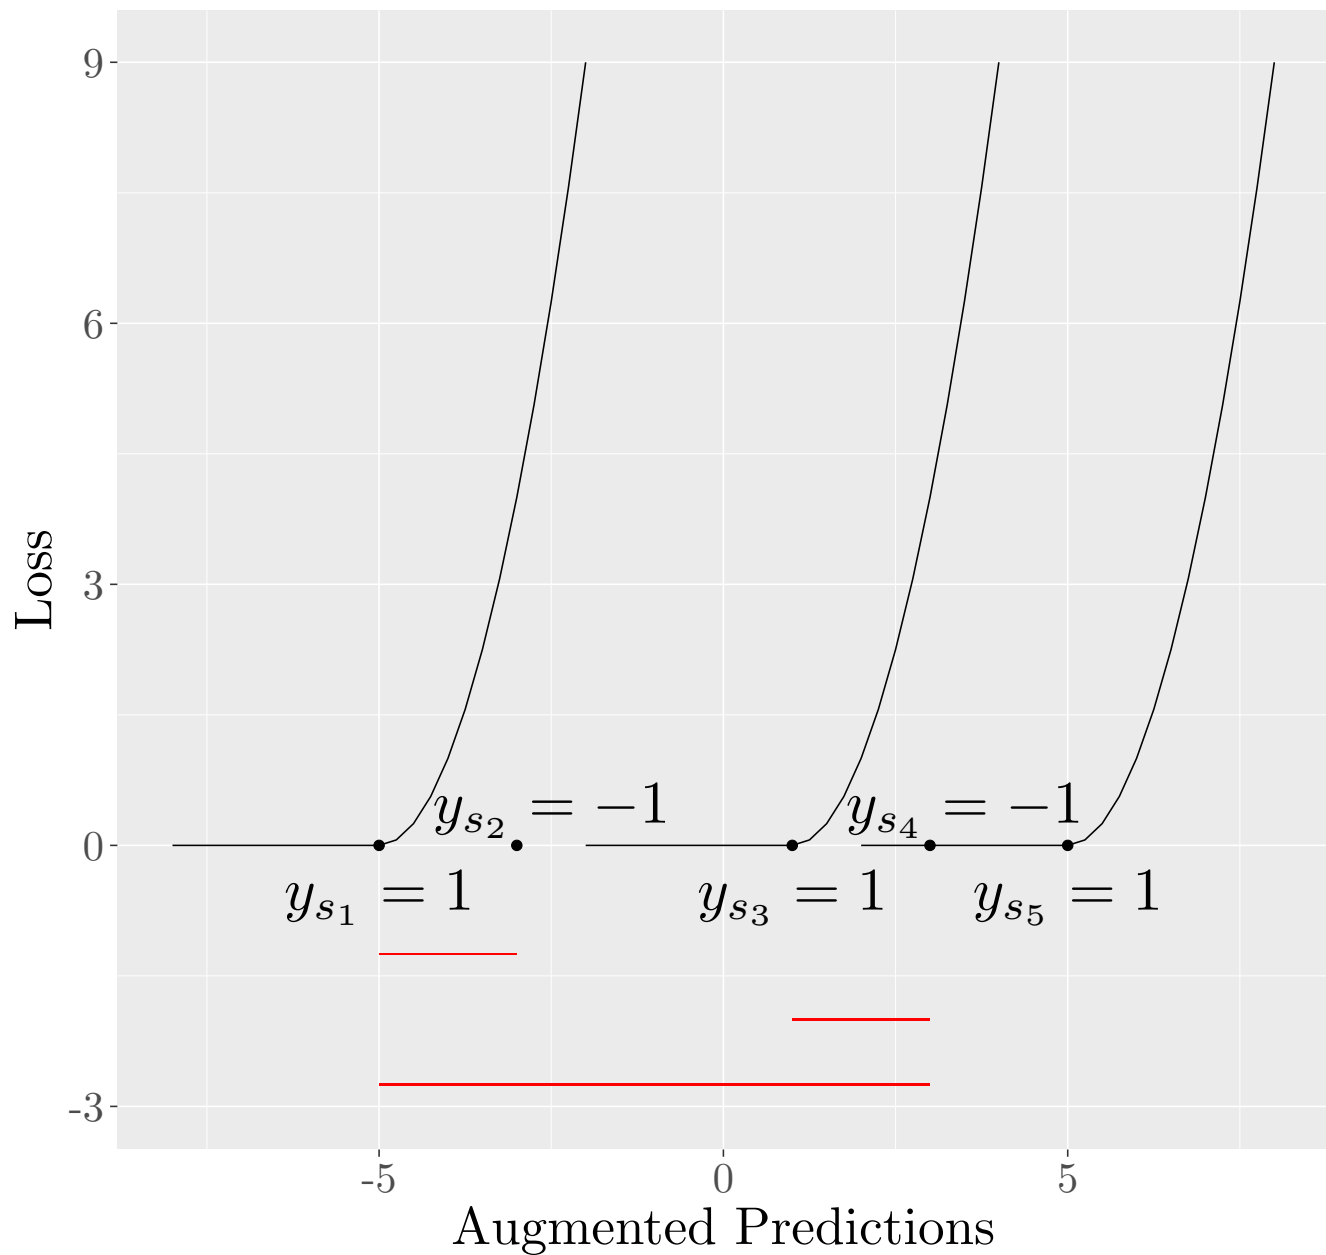 9
6
3
0
-3
Loss
y_{s_2} = −1
y_{s_4} = −1
y_{s_1} = 1
y_{s_3} = 1
y_{s_5} = 1
-5
0
5
Augmented Predictions